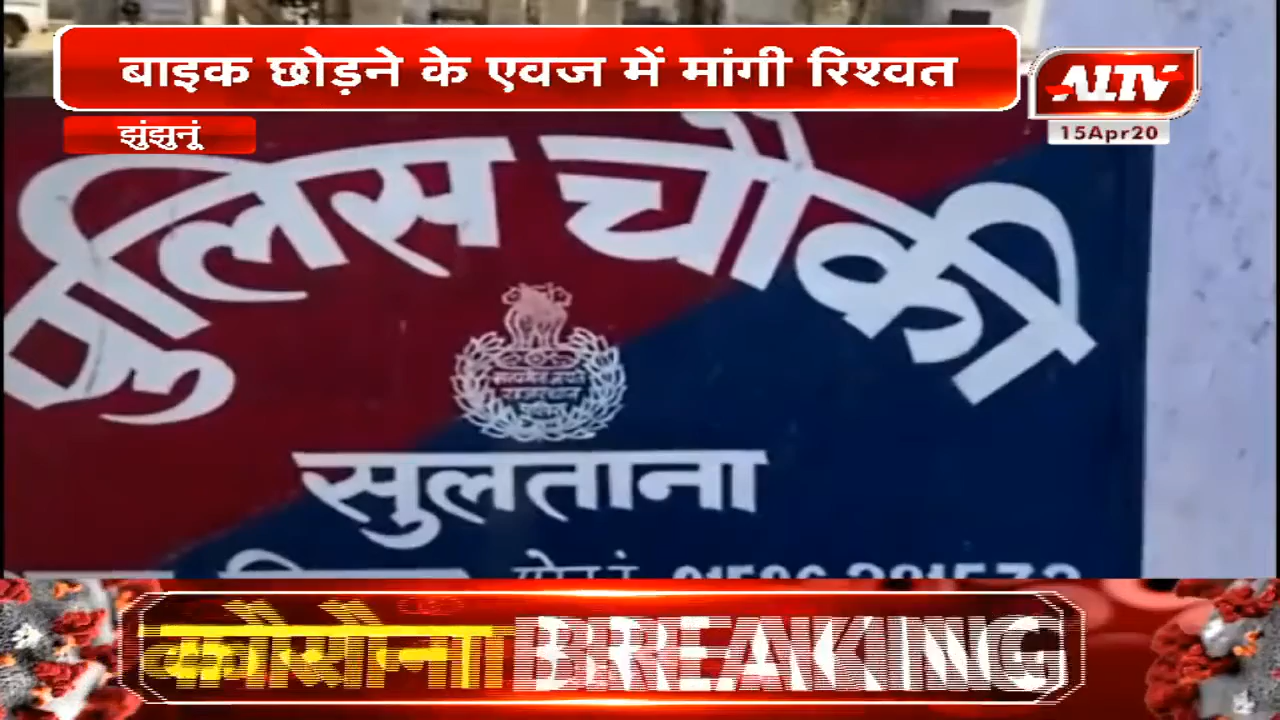 बाइक छोड़ने के एवज में मांगी रिश्वत
ALTV
15Apr20
झुंझुनूं
पुलिस चौकी
सुलताना
कोरोना BREAKING